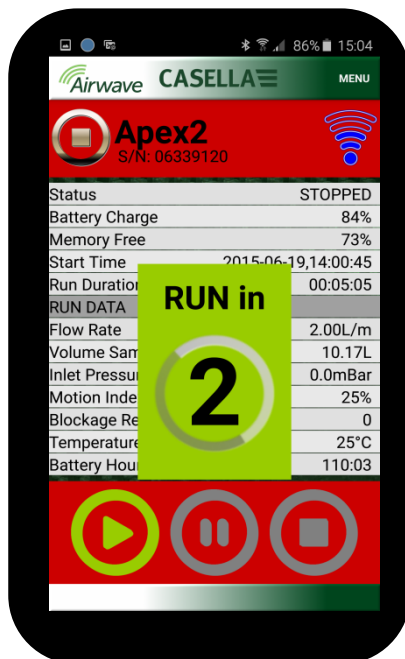 86% 15:04
Airwave CASELLA MENU
Apex2
S/N: 06339120
Status STOPPED
Battery Charge 84%
Memory Free 73%
Start Time 2015-06-19,14:00:45
Run Duration 00:05:05
RUN DATA
Flow Rate 2.00L/m
Volume Sam 10.17L
Inlet Pressu 0.0mBar
Motion Inde 25%
Blockage Re 0
Temperature 25°C
Battery Hou 110:03
RUN in
2